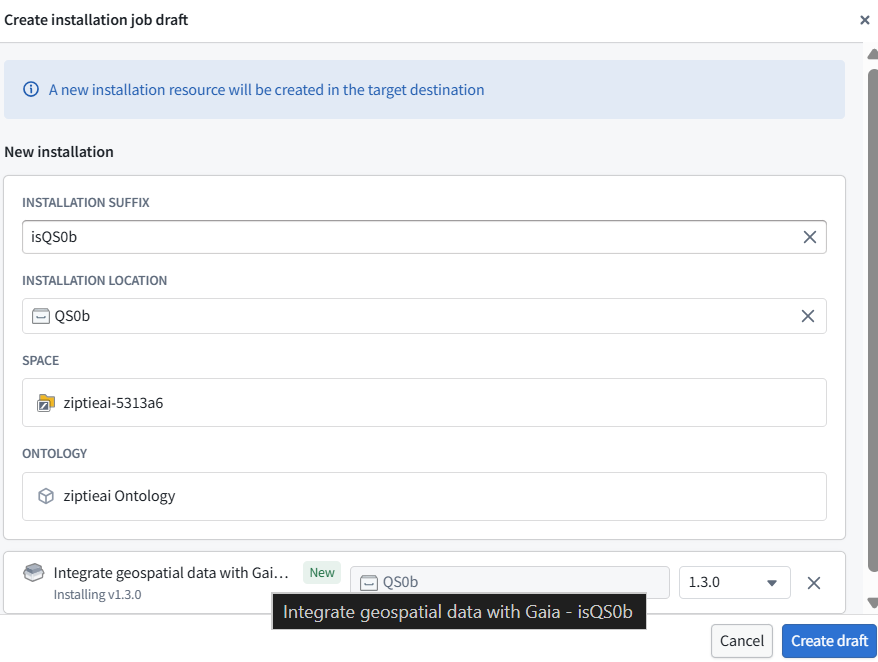 Create installation job draft
A new installation resource will be created in the target destination
New installation
INSTALLATION SUFFIX
isQS0b
INSTALLATION LOCATION
QS0b
SPACE
ziptieai-5313a6
ONTOLOGY
ziptieai Ontology
Integrate geospatial data with Gai… New QS0b 1.3.0
Installing v1.3.0
Integrate geospatial data with Gaia - isQS0b
Cancel Create draft